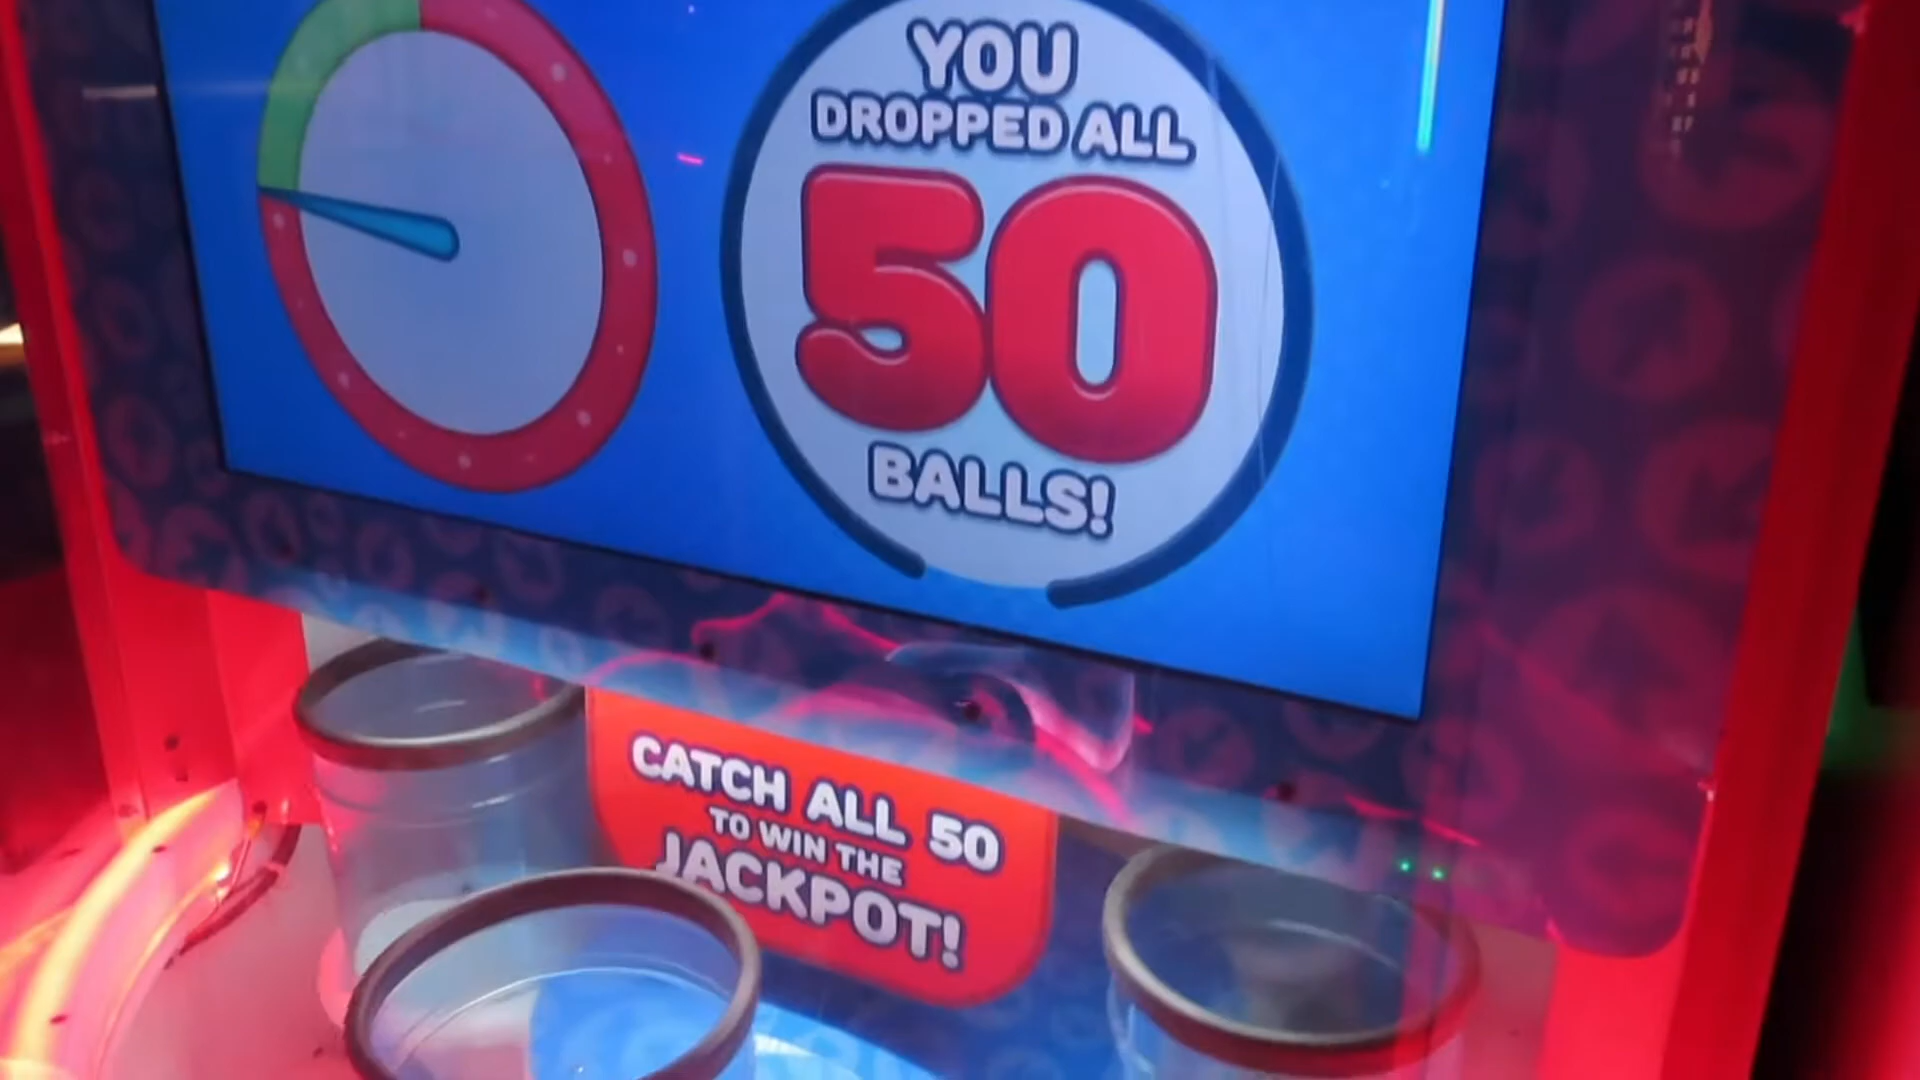 YOU
DROPPED ALL
50
BALLS!
CATCH ALL 50
TO WIN THE
JACKPOT!